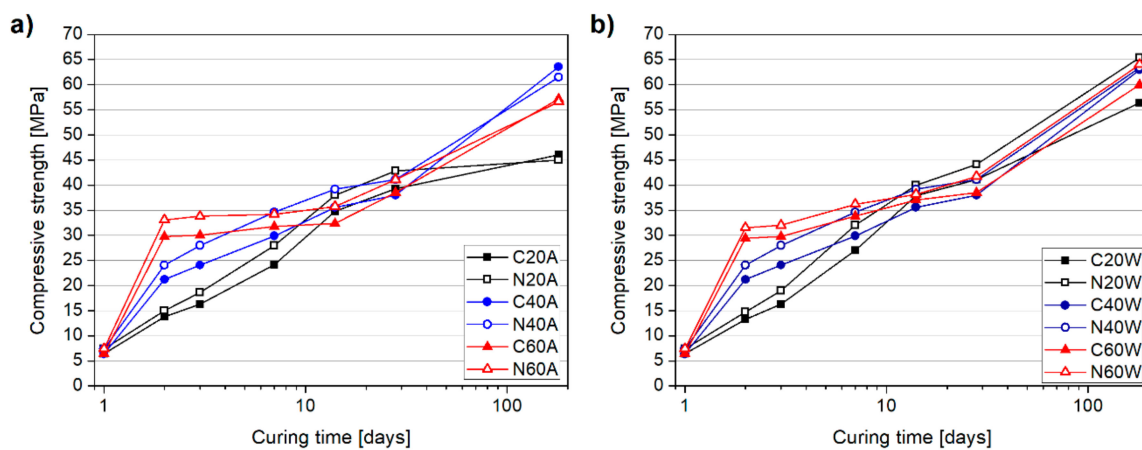 a)
Compressive strength [MPa]
70
65
60
55
50
45
40
35
30
25
20
15
10
5
0
1
10
100
Curing time [days]
C20A
N20A
C40A
N40A
C60A
N60A
b)
Compressive strength [MPa]
70
65
60
55
50
45
40
35
30
25
20
15
10
5
0
1
10
100
Curing time [days]
C20W
N20W
C40W
N40W
C60W
N60W